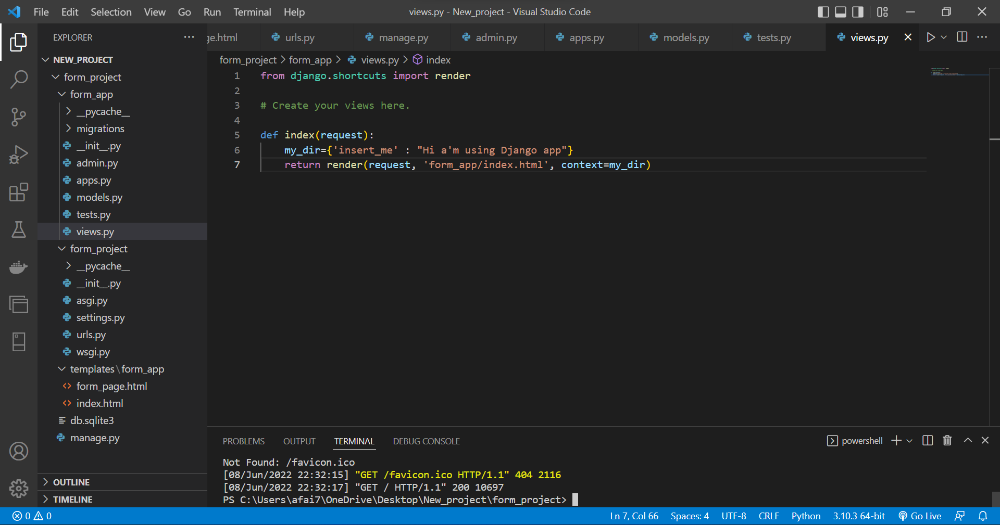 File Edit Selection View Go Run Terminal Help
views.py - New_project - Visual Studio Code
EXPLORER
ge.html urls.py manage.py admin.py apps.py models.py tests.py views.py
NEW_PROJECT
form_project
form_app
__pycache__
migrations
__init__.py
admin.py
apps.py
models.py
tests.py
views.py
form_project
__pycache__
__init__.py
asgi.py
settings.py
urls.py
wsgi.py
templates\form_app
form_page.html
index.html
db.sqlite3
manage.py
OUTLINE
TIMELINE
form_project > form_app > views.py > index
1 from django.shortcuts import render
2
3 # Create your views here.
4
5 def index(request):
6 my_dir={'insert_me' : "Hi a'm using Django app"}
7 return render(request, 'form_app/index.html', context=my_dir)
PROBLEMS OUTPUT TERMINAL DEBUG CONSOLE
powershell
Not Found: /favicon.ico
[08/Jun/2022 22:32:15] "GET /favicon.ico HTTP/1.1" 404 2116
[08/Jun/2022 22:32:17] "GET / HTTP/1.1" 200 10697
PS C:\Users\afai7\OneDrive\Desktop\New_project\form_project>
0 0
Ln 7, Col 66 Spaces: 4 UTF-8 CRLF Python 3.10.3 64-bit Go Live